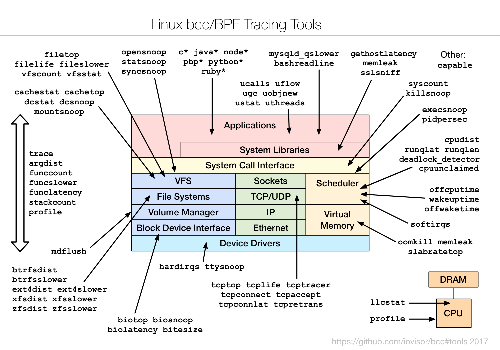 Linux bcc/BPF Tracing Tools
filetop
filelife fileslower
vfscount vfsstat
opensnoop
statsnoop
syncsnoop
c* java* node*
php* python*
ruby*
mysqld_qslower
bashreadline
gethostlatency
memleak
sslsniff
Other:
capable
cachestat cachetop
dcstat dcsnoop
mountsnoop
ucalls uflow
ugc uobjnew
ustat uthreads
syscount
killsnoop
execsnoop
pidpersec
Applications
System Libraries
System Call Interface
VFS
Sockets
Scheduler
File Systems
TCP/UDP
Volume Manager
IP
Virtual
Memory
Block Device Interface
Ethernet
Device Drivers
trace
argdist
funccount
funcslower
funclatency
stackcount
profile
cpudist
runqlat runqlen
deadlock_detector
cpuunclaimed
offcputime
wakeuptime
offwaketime
softirqs
mdflush
oomkill memleak
slabratetop
hardirqs ttysnoop
btrfsdist
btrfsslower
ext4dist ext4slower
xfsdist xfsslower
zfsdist zfsslower
tcptop tcplife tcptracer
tcpconnect tcpaccept
tcpconnlat tcpretrans
biotop biosnoop
biolatency bitesize
DRAM
llcstat
CPU
profile
https://github.com/iovisor/bcc#tools 2017